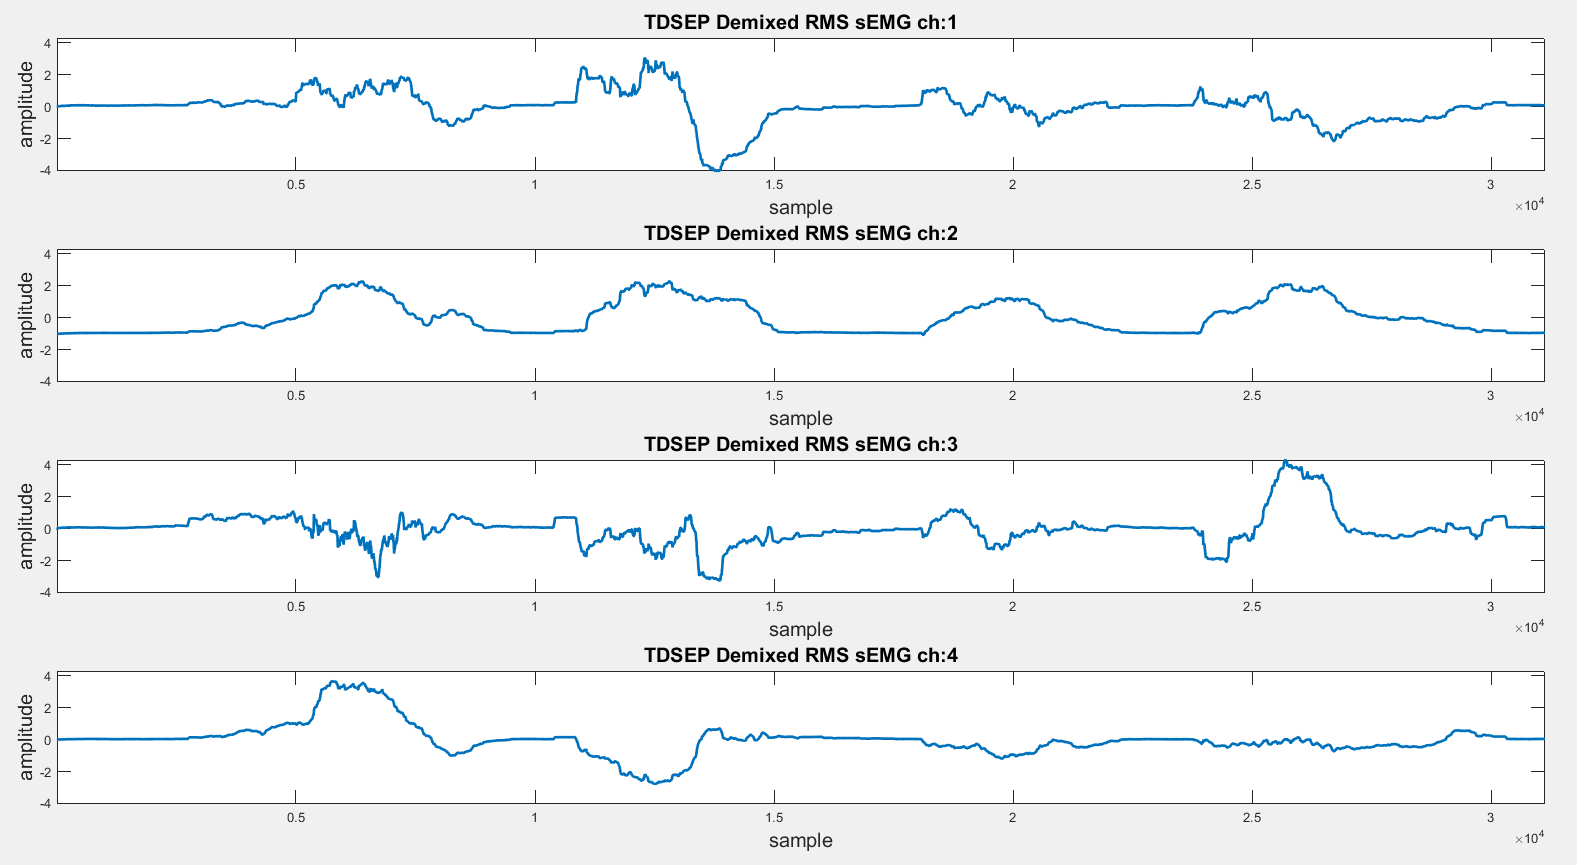 TDSEP Demixed RMS sEMG ch:1
amplitude
4
2
0
-2
-4
0.5 1 1.5 2 2.5 3
sample
×10⁴
TDSEP Demixed RMS sEMG ch:2
amplitude
4
2
0
-2
-4
0.5 1 1.5 2 2.5 3
sample
×10⁴
TDSEP Demixed RMS sEMG ch:3
amplitude
4
2
0
-2
-4
0.5 1 1.5 2 2.5 3
sample
×10⁴
TDSEP Demixed RMS sEMG ch:4
amplitude
4
2
0
-2
-4
0.5 1 1.5 2 2.5 3
sample
×10⁴